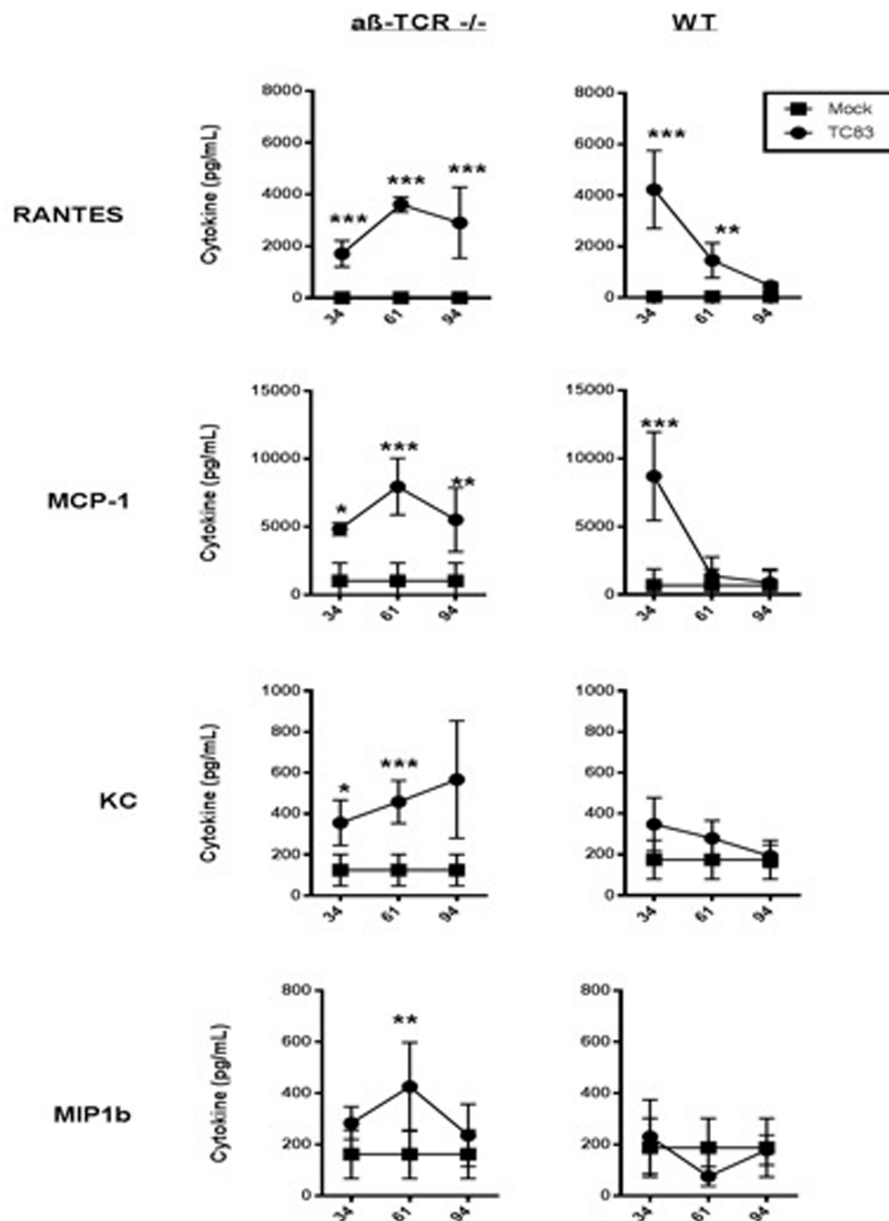 aß-TCR -/-
WT
Mock
TC83
RANTES
Cytokine (pg/mL)
8000
6000
4000
2000
0
*** *** ***
34 61 94
8000
6000
4000
2000
0
***
**
34 61 94
MCP-1
Cytokine (pg/mL)
15000
10000
5000
0
* *** **
34 61 94
15000
10000
5000
0
***
34 61 94
KC
Cytokine (pg/mL)
1000
800
600
400
200
0
* ***
34 61 94
1000
800
600
400
200
0
34 61 94
MIP1b
Cytokine (pg/mL)
800
600
400
200
0
**
34 61 94
800
600
400
200
0
34 61 94